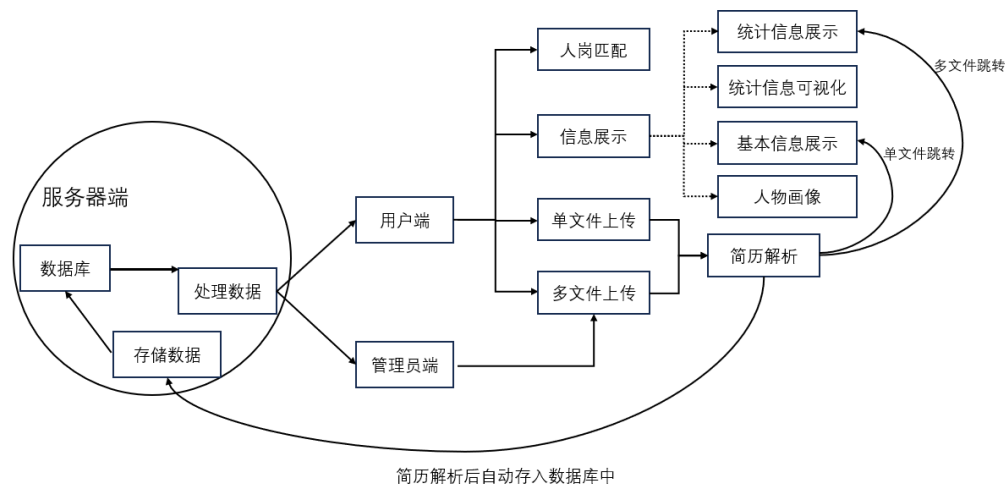 统计信息展示
人岗匹配
多文件跳转
统计信息可视化
信息展示
基本信息展示
单文件跳转
服务器端
人物画像
用户端
单文件上传
简历解析
数据库
处理数据
多文件上传
存储数据
管理员端
简历解析后自动存入数据库中